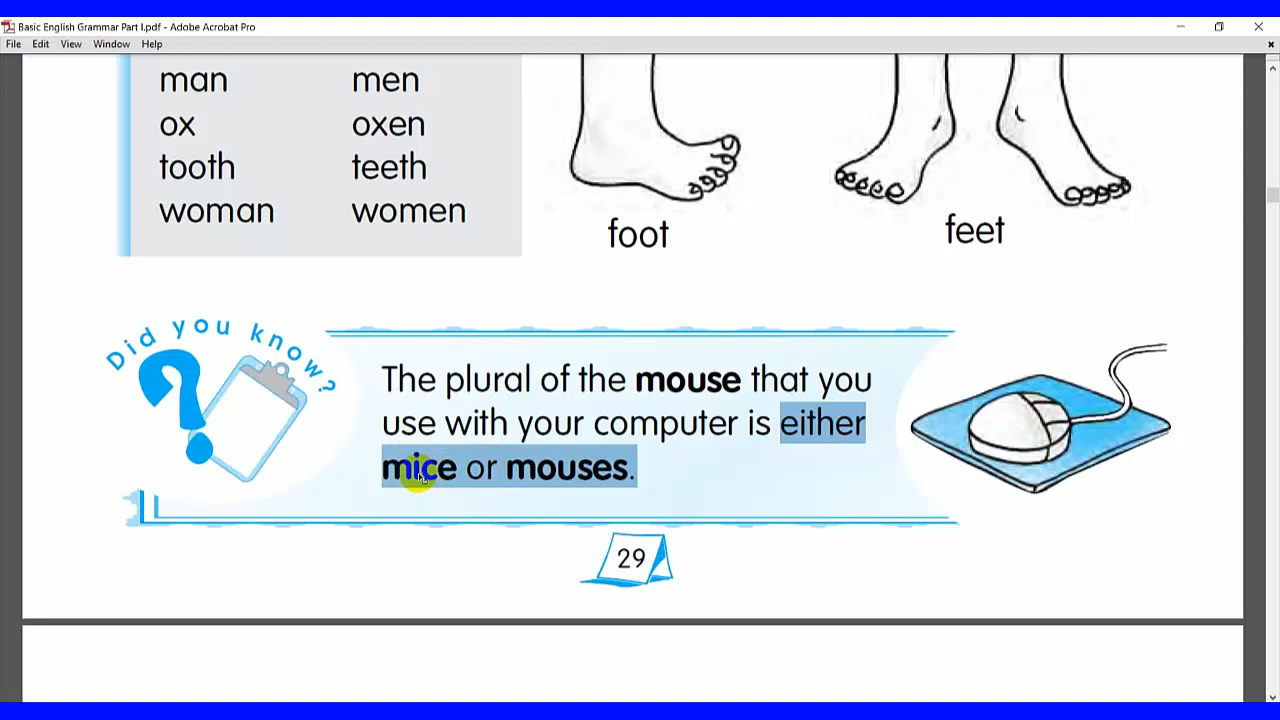 Basic English Grammar Part I.pdf - Adobe Acrobat Pro
File Edit View Window Help
man men
ox oxen
tooth teeth
woman women
foot
feet
Did you know?
The plural of the mouse that you
use with your computer is either
mice or mouses.
29